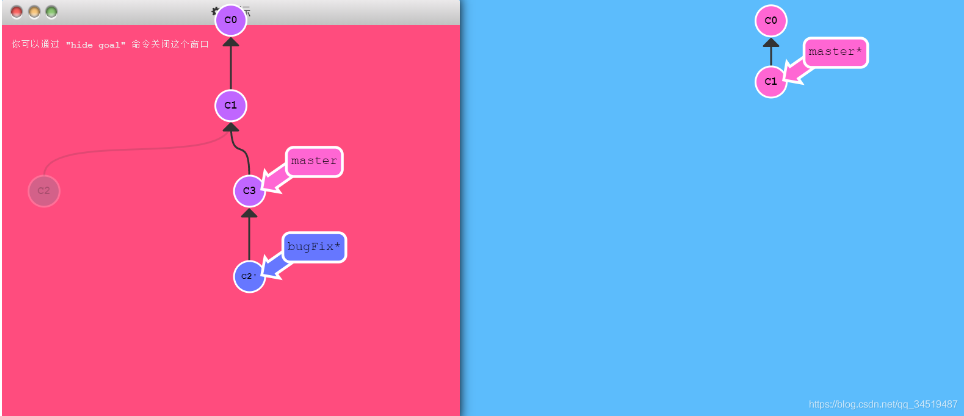 C0
你可以通过 "hide goal" 命令关闭这个窗口
C1
C2
master
C3
bugFix*
C2'
C0
master*
C1
https://blog.csdn.net/qq_34519487